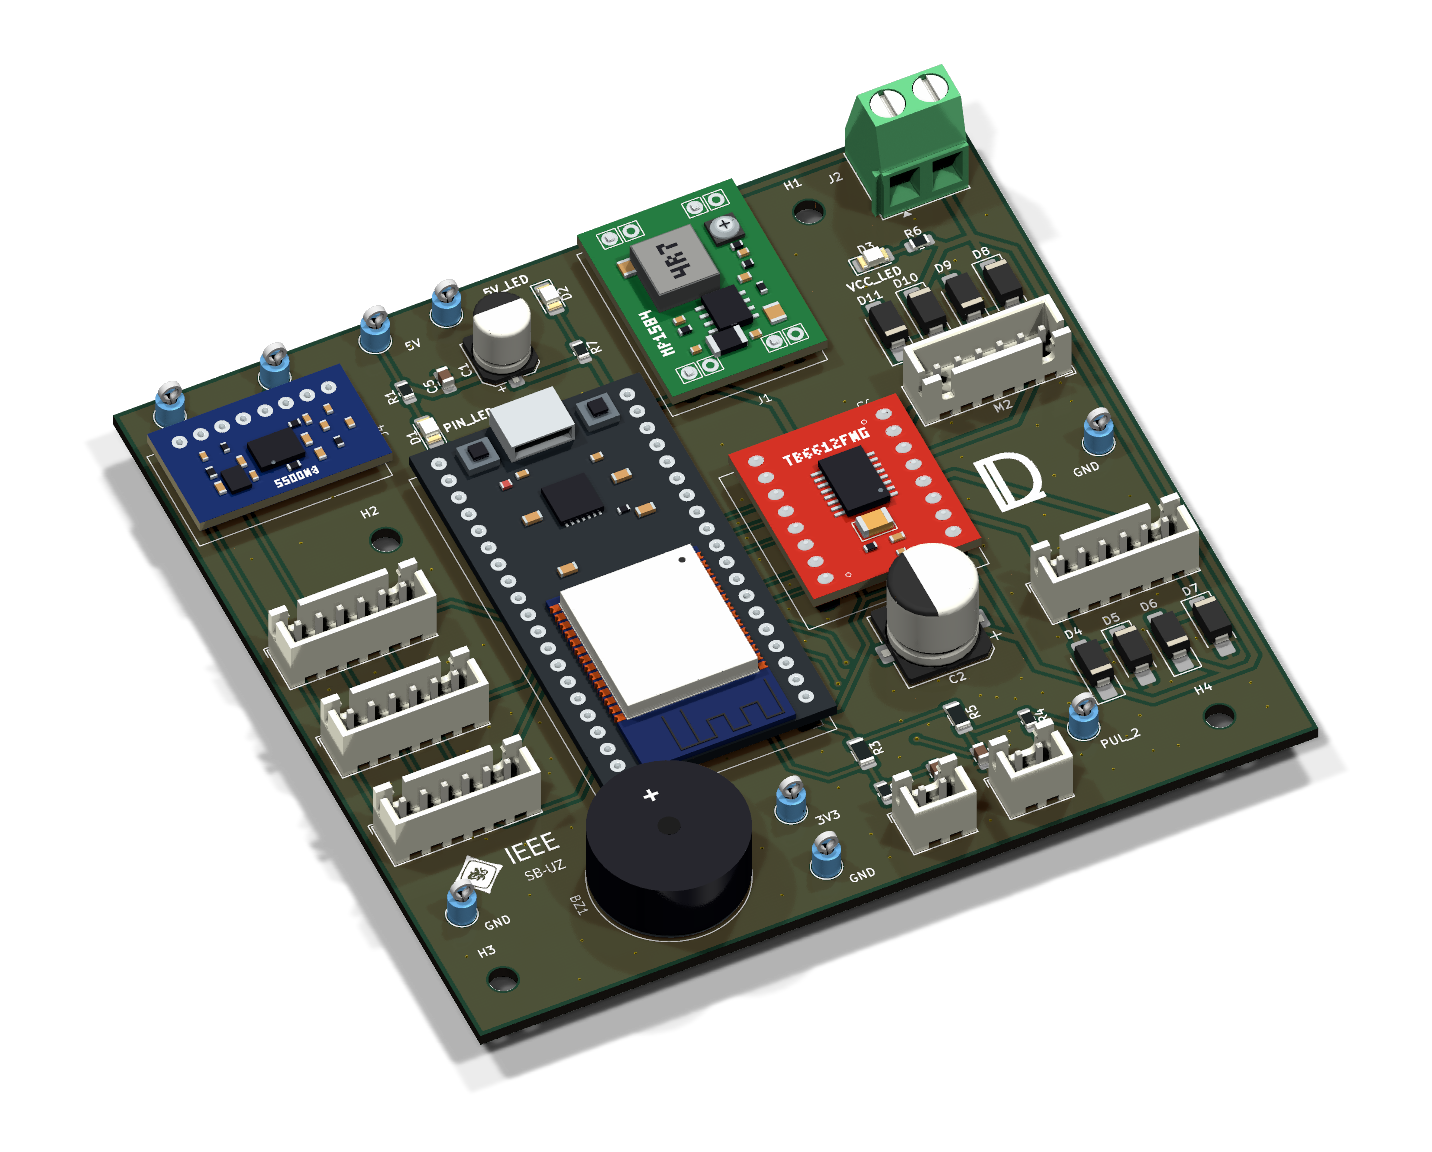 H1
J2
D3
R6
VCC_LED
D11
D10
D9
D8
4R7
MP1584
5V_LED
D2
5V
R7
R1
C6
C1
+
D1
PIN_LED
J1
M2
TB6612FNG
GND
H2
D4
D5
D6
D7
C2
+
H4
R5
R4
PUL_2
R3
3V3
GND
+
BZ1
IEEE
SB-UZ
GND
H3